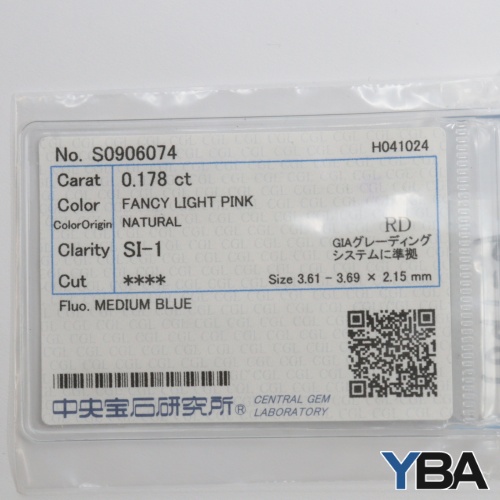 No. S0906074 H041024
Carat 0.178 ct
Color FANCY LIGHT PINK
ColorOrigin NATURAL
RD
Clarity SI-1
GIAグレーディング
システムに準拠
Cut ****
Size 3.61 - 3.69 × 2.15 mm
Fluo. MEDIUM BLUE
中央宝石研究所®
CENTRAL GEM
LABORATORY
YBA